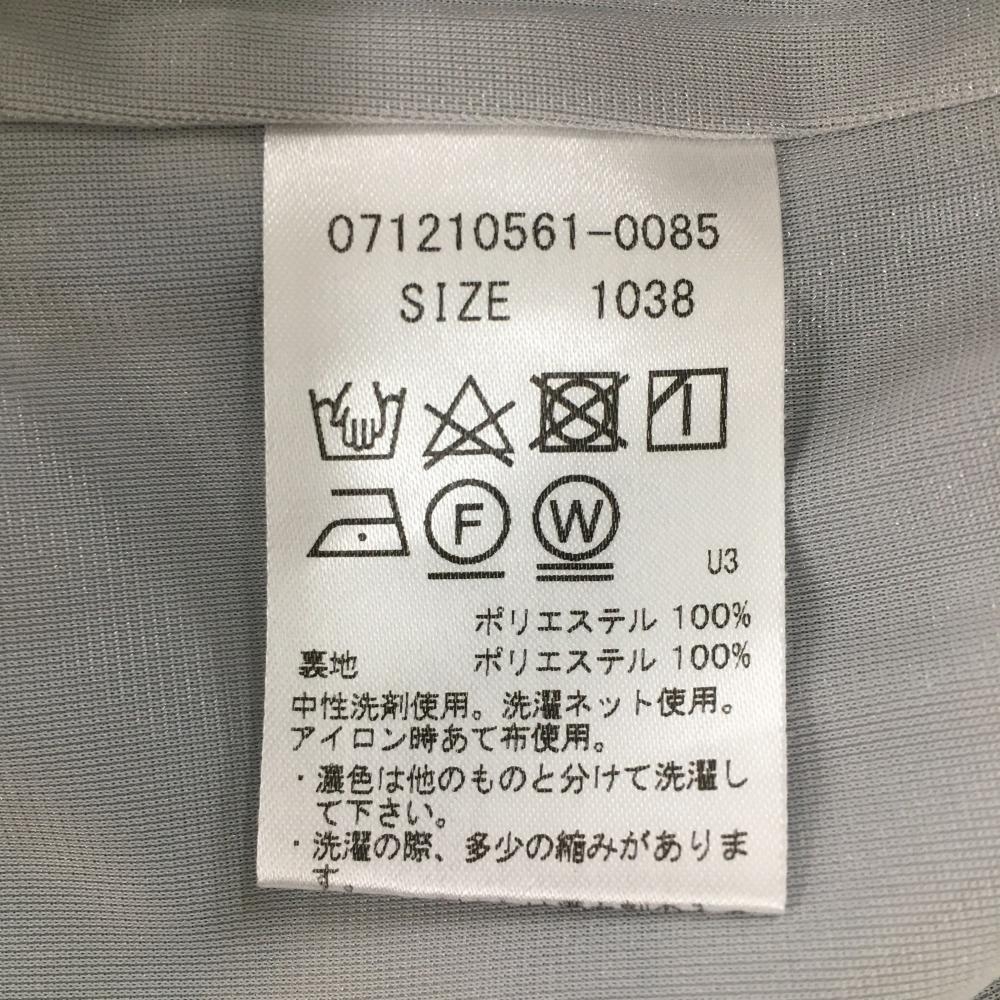 071210561-0085
SIZE 1038
F W
U3
ポリエステル 100%
裏地 ポリエステル 100%
中性洗剤使用。洗濯ネット使用。
アイロン時あて布使用。
・濃色は他のものと分けて洗濯し
て下さい。
・洗濯の際、多少の縮みがありま
す。